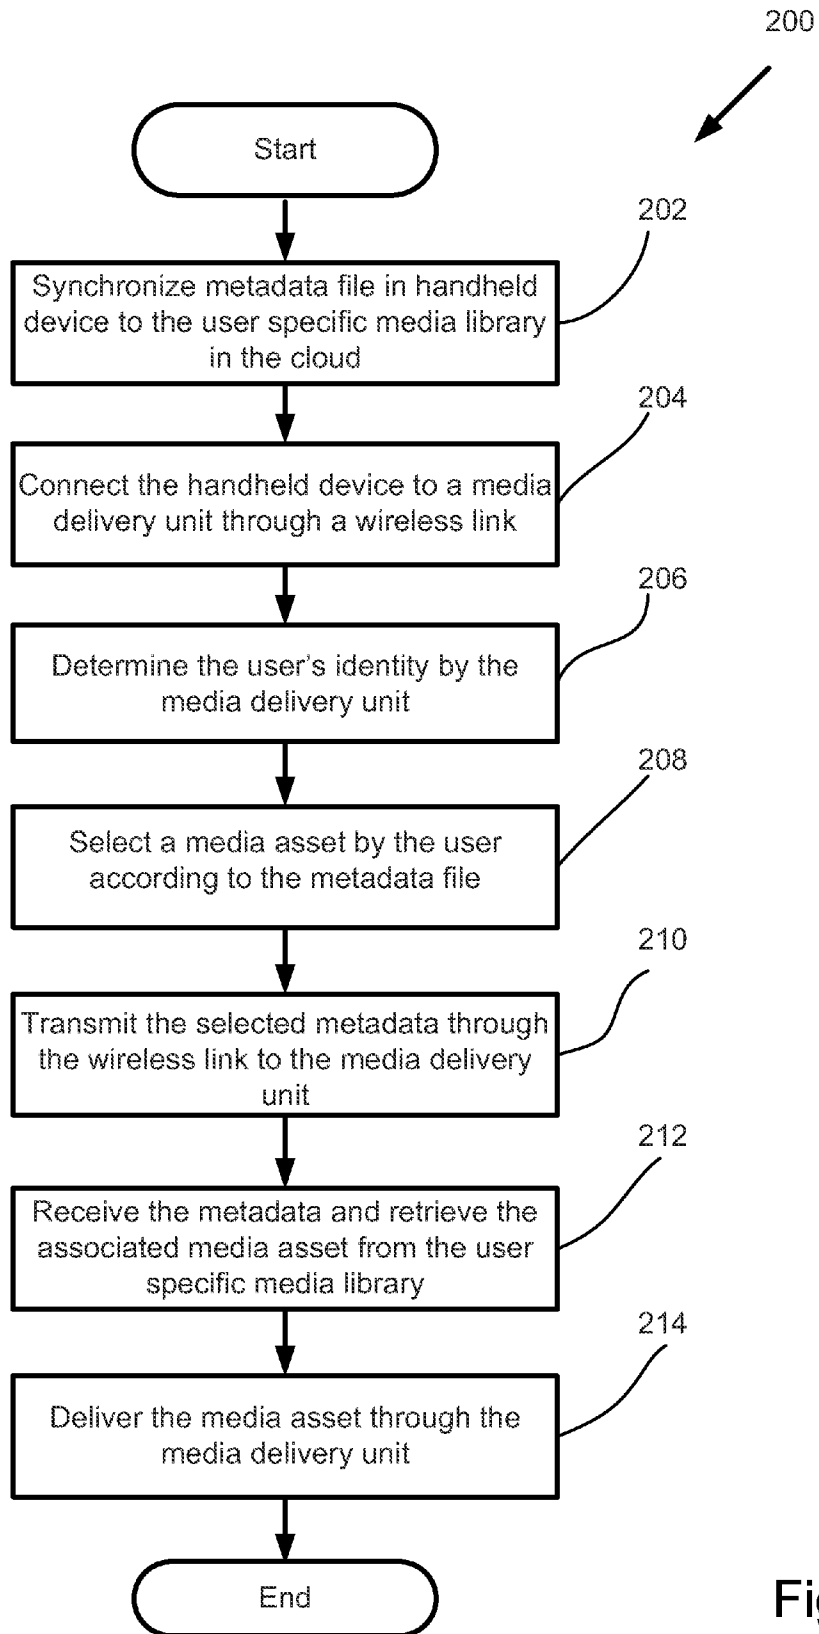 200
Start
202
Synchronize metadata file in handheld
device to the user specific media library
in the cloud
204
Connect the handheld device to a media
delivery unit through a wireless link
206
Determine the user's identity by the
media delivery unit
208
Select a media asset by the user
according to the metadata file
210
Transmit the selected metadata through
the wireless link to the media delivery
unit
212
Receive the metadata and retrieve the
associated media asset from the user
specific media library
214
Deliver the media asset through the
media delivery unit
End